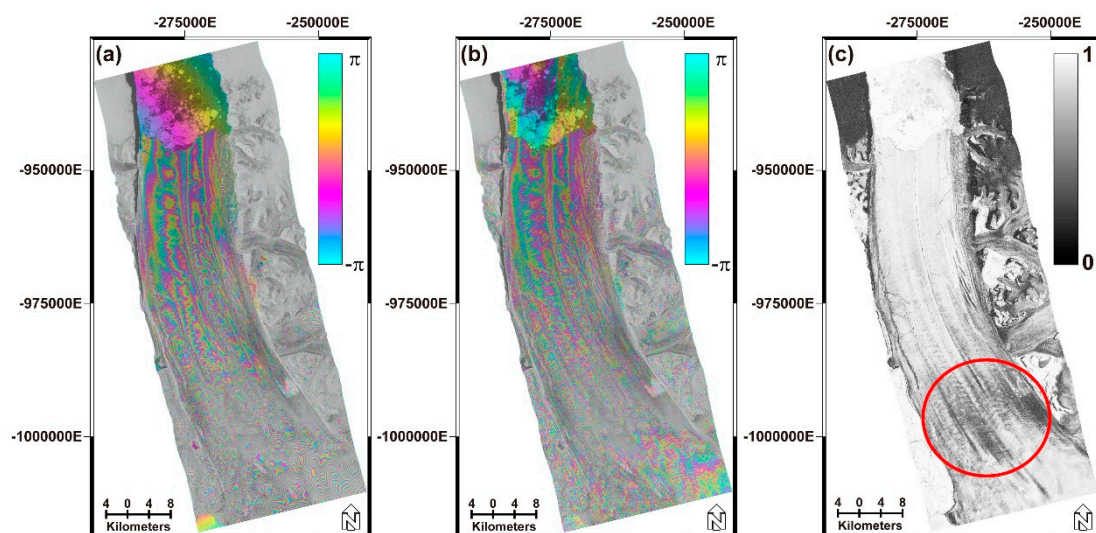 -275000E -250000E -275000E -250000E -275000E -250000E
(a) π (b) π (c) 1
-950000E -950000E -950000E
-π -π 0
-975000E -975000E -975000E
-1000000E -1000000E -1000000E
4 0 4 8 4 0 4 8 4 0 4 8
Kilometers N Kilometers N Kilometers N